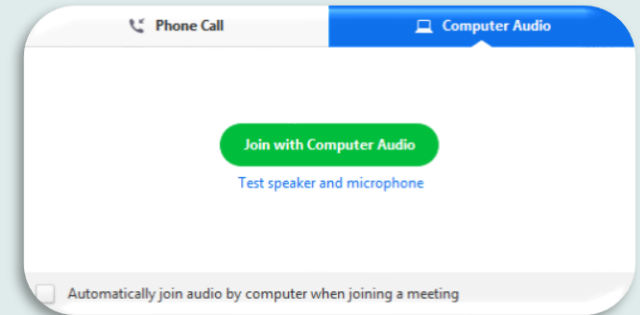 Phone Call
Computer Audio
Join with Computer Audio
Test speaker and microphone
Automatically join audio by computer when joining a meeting